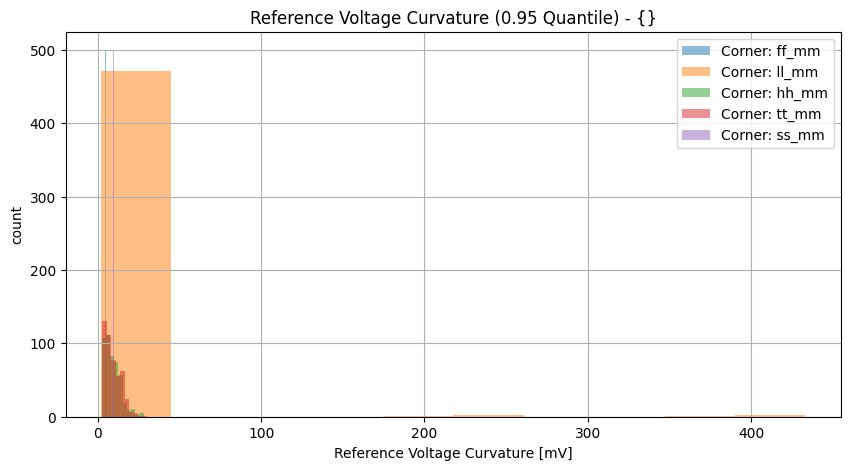 Reference Voltage Curvature (0.95 Quantile) - {}
500
400
300
200
100
0
count
Corner: ff_mm
Corner: ll_mm
Corner: hh_mm
Corner: tt_mm
Corner: ss_mm
0 100 200 300 400
Reference Voltage Curvature [mV]